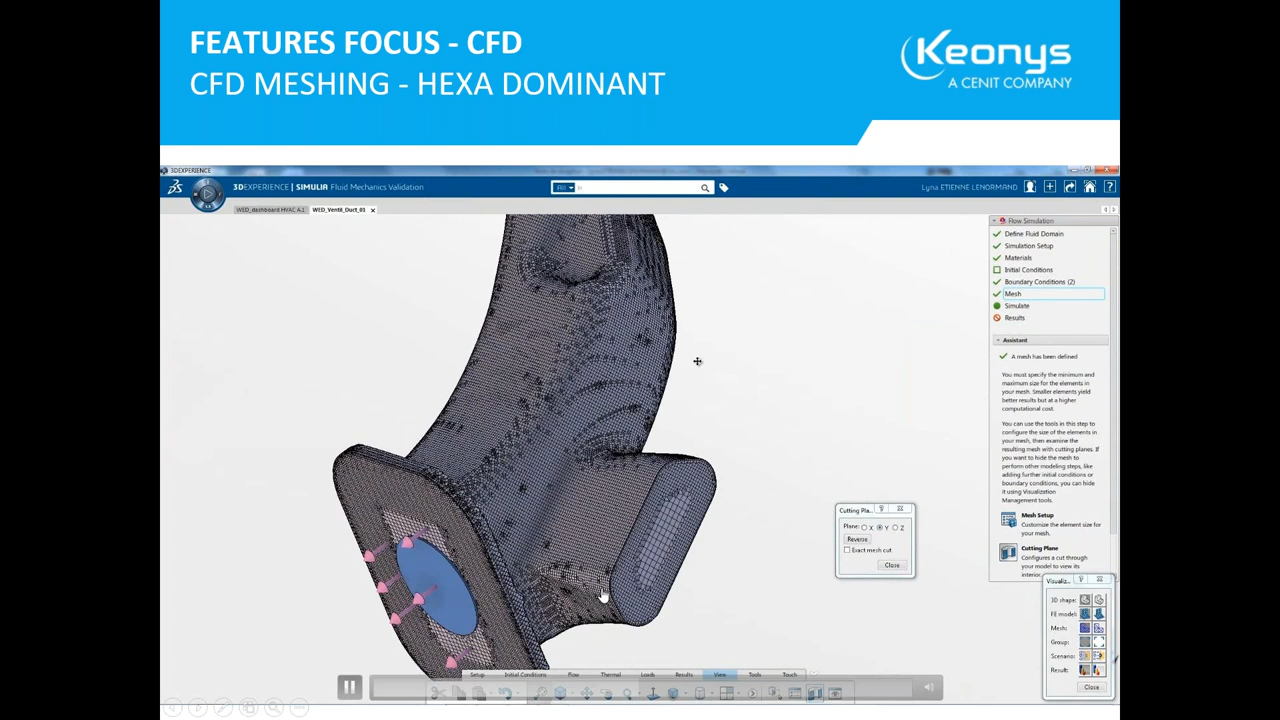 FEATURES FOCUS - CFD
CFD MESHING - HEXA DOMINANT
Keonys
A CENIT COMPANY
3DEXPERIENCE
3DEXPERIENCE | SIMULIA Fluid Mechanics Validation
All
Lyna ETIENNE LENORMAND
WED_dashboard HVAC A.1
WED_Ventil_Duct_01
Flow Simulation
Define Fluid Domain
Simulation Setup
Materials
Initial Conditions
Boundary Conditions (2)
Mesh
Simulate
Results
Assistant
A mesh has been defined
You must specify the minimum and
maximum size for the elements in
your mesh. Smaller elements yield
better results but at a higher
computational cost.
You can use the tools in this step to
configure the size of the elements in
your mesh, then examine the
resulting mesh with cutting planes. If
you want to hide the mesh to
perform other modeling steps, like
adding further initial conditions or
boundary conditions, you can hide
it using Visualization
Management tools.
Mesh Setup
Customize the element size for
your mesh.
Cutting Plane
Configures a cut through
your model to view its
interior.
Cutting Pla...
Plane: X Y Z
Reverse
Exact mesh cut.
Close
Visualiz...
3D shape:
FE model:
Mesh:
Group:
Scenario:
Result:
Close
Setup Initial Conditions Flow Thermal Loads Results View Tools Touch